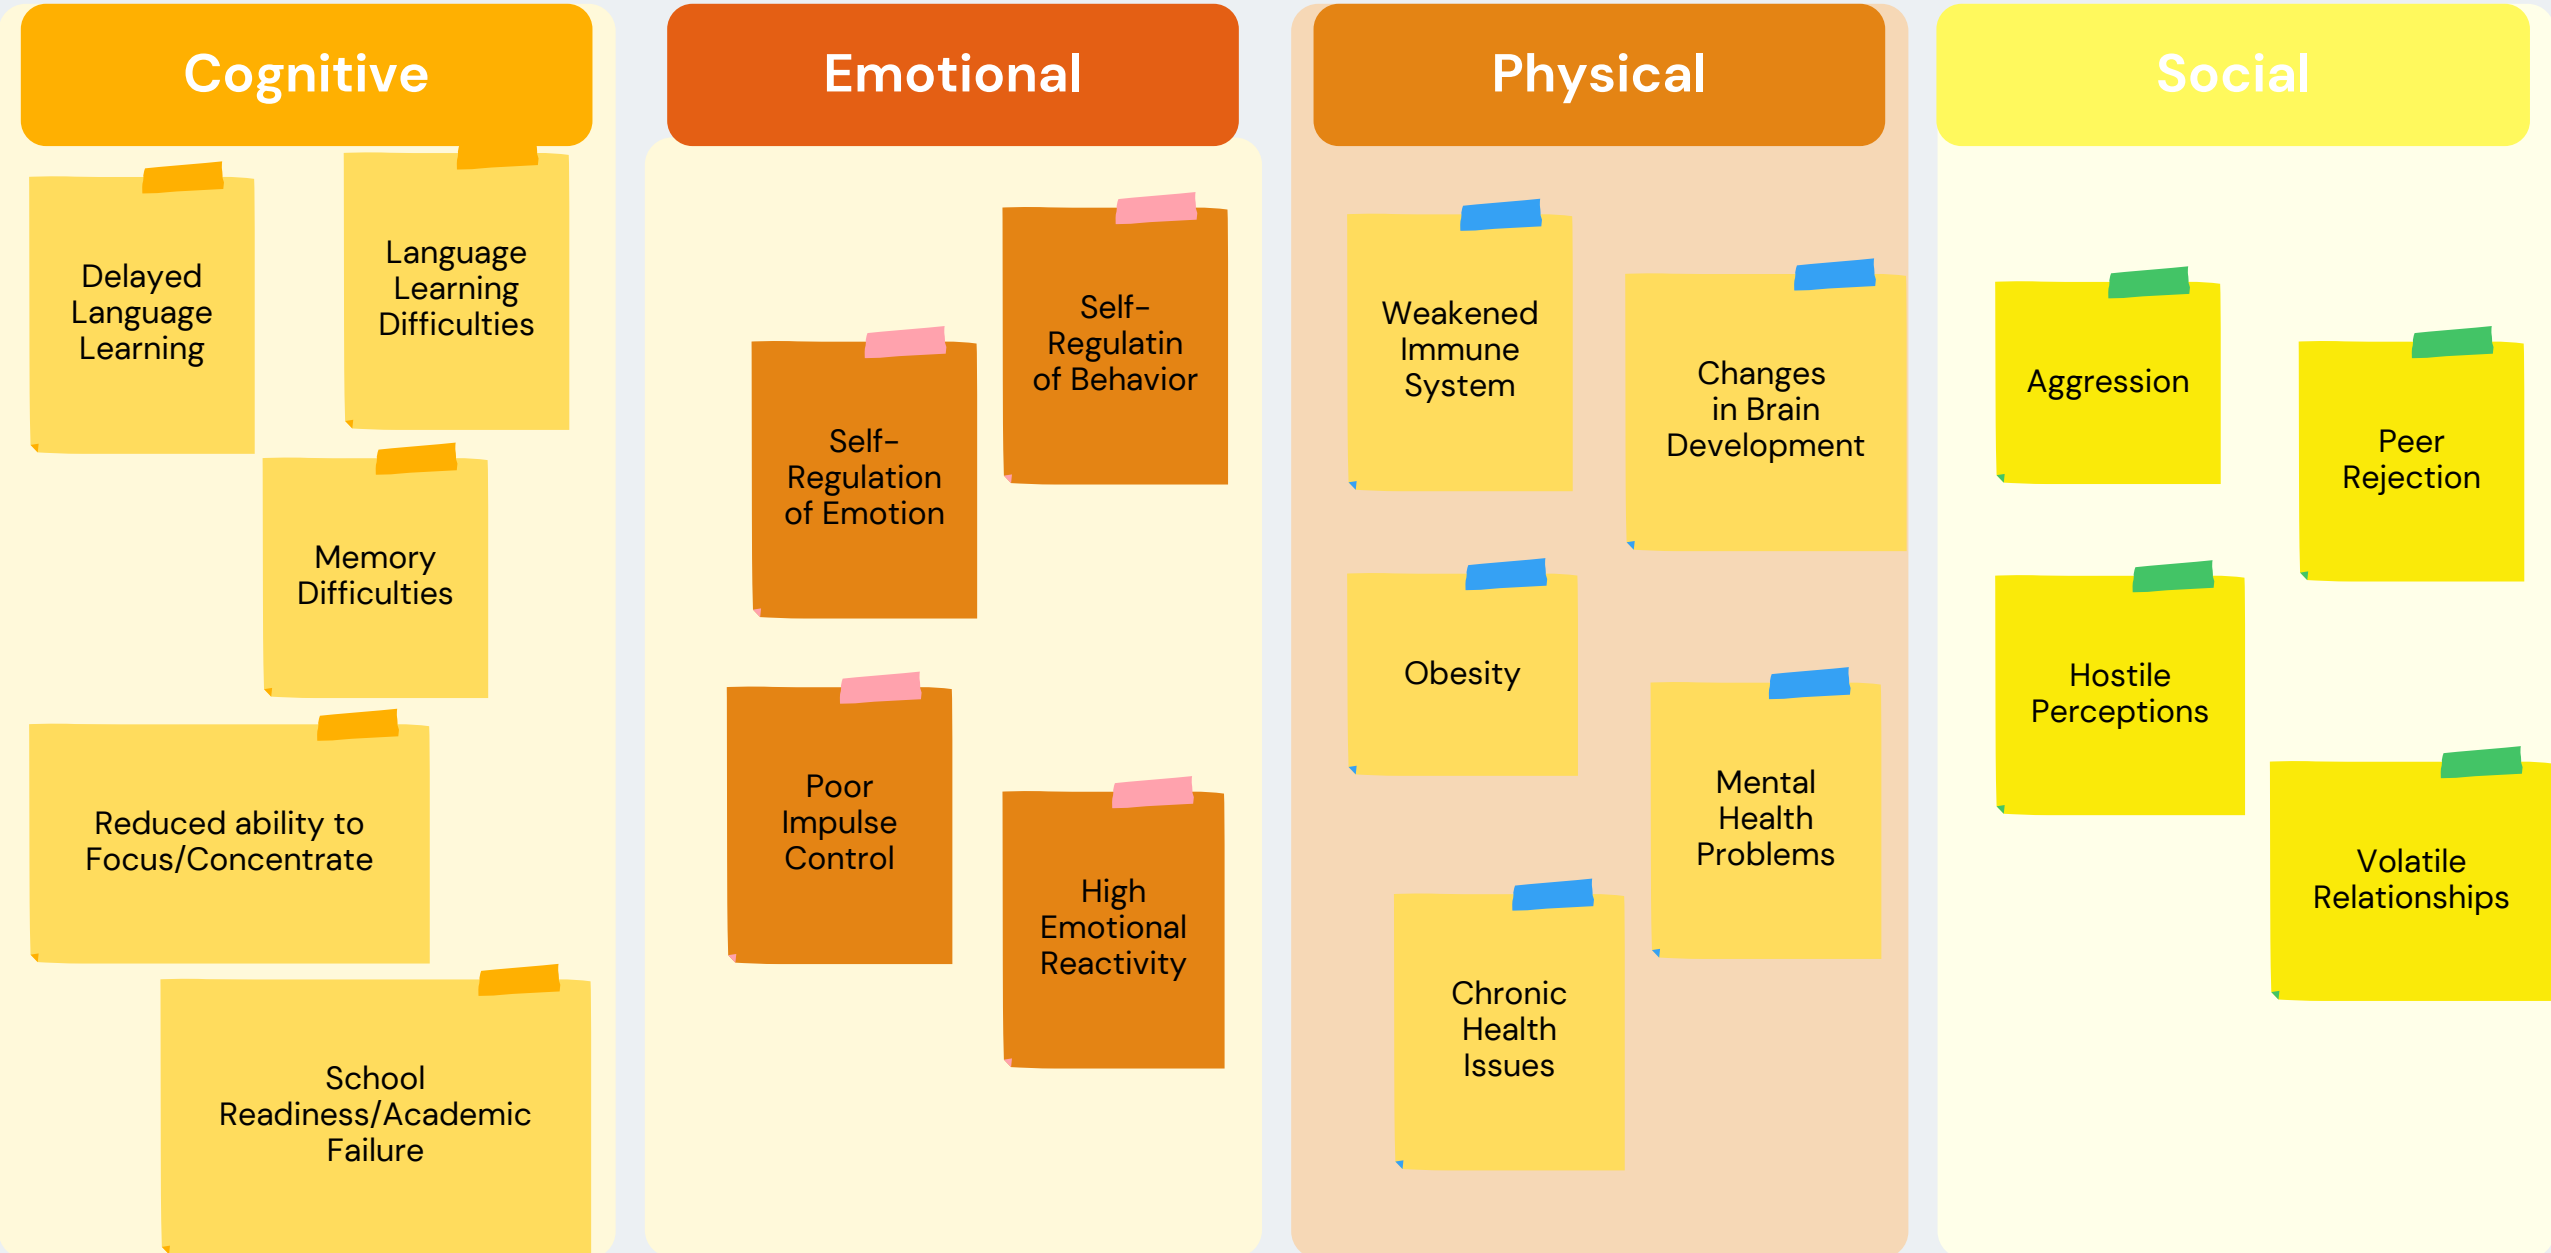 Cognitive
Delayed
Language
Learning
Language
Learning
Difficulties
Memory
Difficulties
Reduced ability to
Focus/Concentrate
School
Readiness/Academic
Failure
Emotional
Self-
Regulatin
of Behavior
Self-
Regulation
of Emotion
Poor
Impulse
Control
High
Emotional
Reactivity
Physical
Weakened
Immune
System
Changes
in Brain
Development
Obesity
Mental
Health
Problems
Chronic
Health
Issues
Social
Aggression
Peer
Rejection
Hostile
Perceptions
Volatile
Relationships